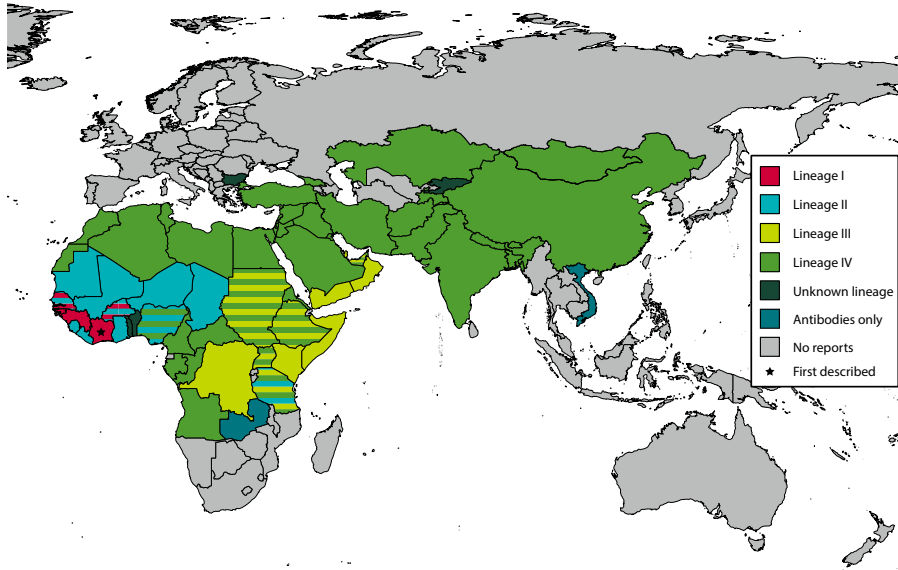 Lineage I
Lineage II
Lineage III
Lineage IV
Unknown lineage
Antibodies only
No reports
First described